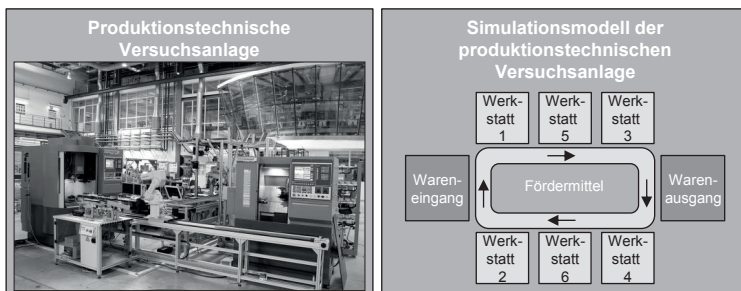 Produktionstechnische
Versuchsanlage
Simulationsmodell der
produktionstechnischen
Versuchsanlage
Werk-
statt
1
Werk-
statt
5
Werk-
statt
3
Waren-
eingang
Fördermittel
Waren-
ausgang
Werk-
statt
2
Werk-
statt
6
Werk-
statt
4